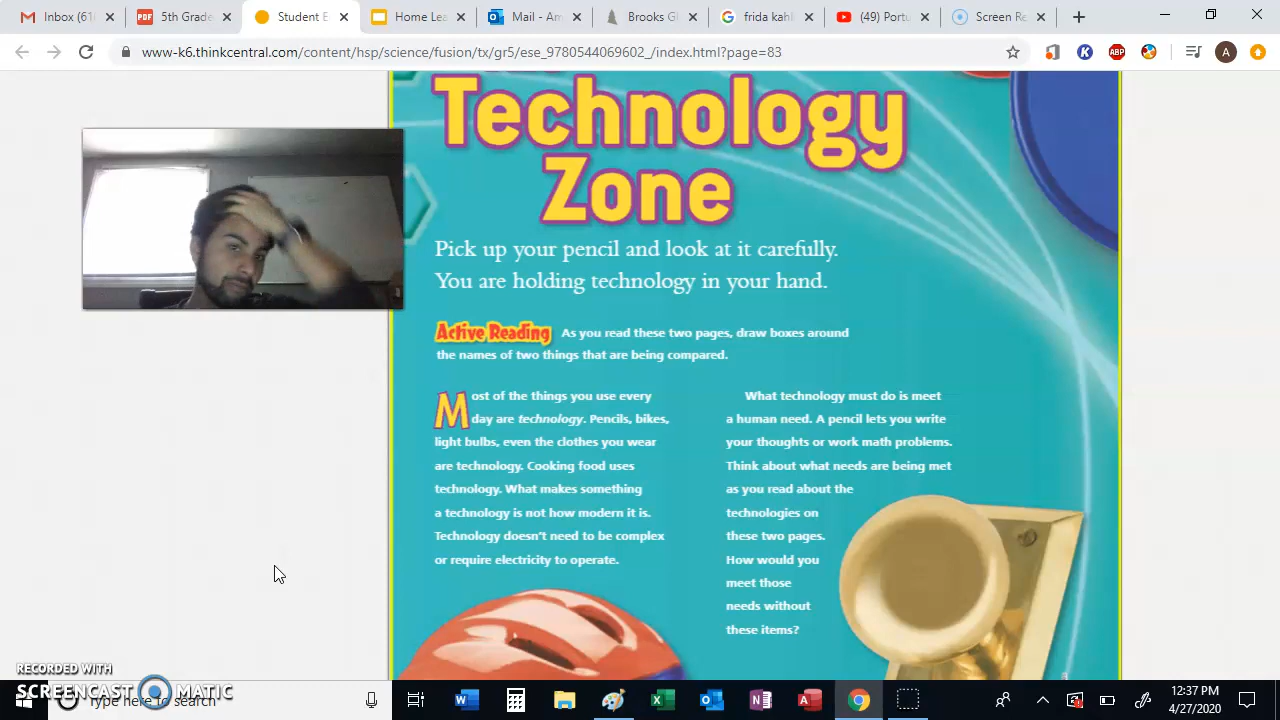 Inbox (61
5th Grade
Student E
Home Lea
Mail - Am
Brooks Gl
frida kahl
(49) Portu
Screen Re
www-k6.thinkcentral.com/content/hsp/science/fusion/tx/gr5/ese_9780544069602_/index.html?page=83
ABP
A
Technology
Zone
Pick up your pencil and look at it carefully.
You are holding technology in your hand.
Active Reading As you read these two pages, draw boxes around
the names of two things that are being compared.
Most of the things you use every
day are technology. Pencils, bikes,
light bulbs, even the clothes you wear
are technology. Cooking food uses
technology. What makes something
a technology is not how modern it is.
Technology doesn't need to be complex
or require electricity to operate.
What technology must do is meet
a human need. A pencil lets you write
your thoughts or work math problems.
Think about what needs are being met
as you read about the
technologies on
these two pages.
How would you
meet those
needs without
these items?
RECORDED WITH
SCREENCAST MATIC
Type here to search
12:37 PM
4/27/2020